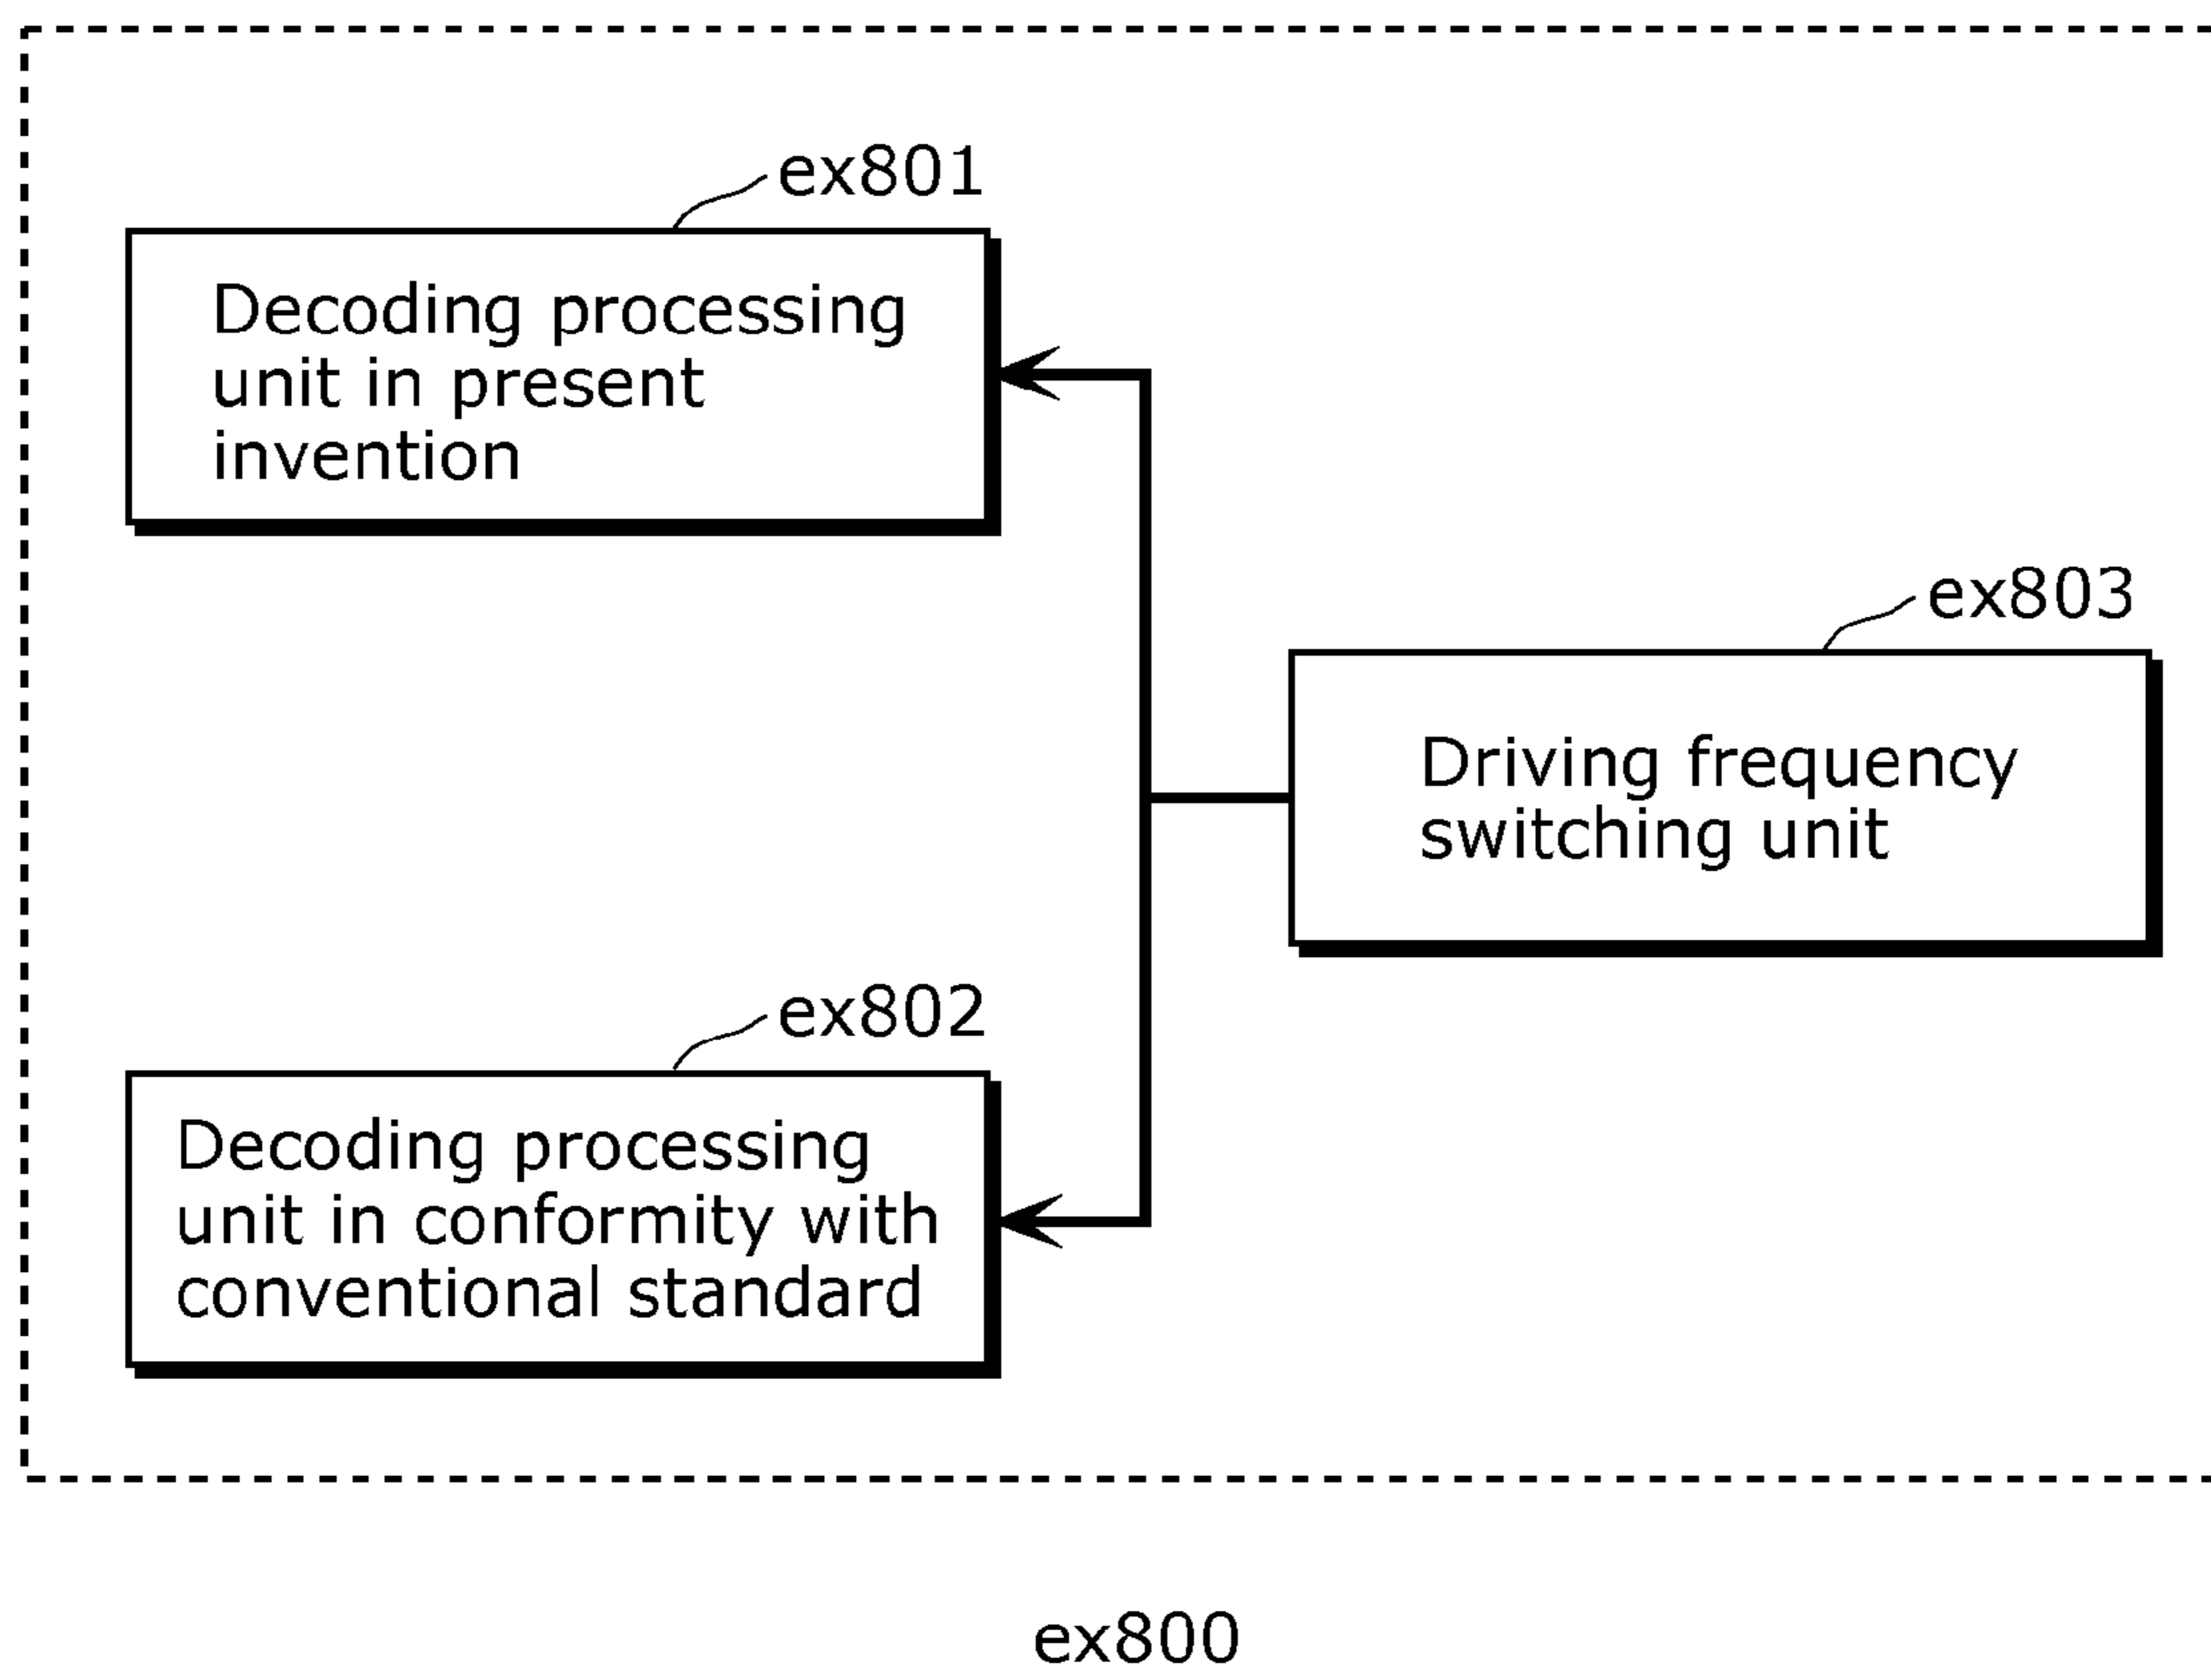 ex801
Decoding processing
unit in present
invention
ex803
Driving frequency
switching unit
ex802
Decoding processing
unit in conformity with
conventional standard
ex800